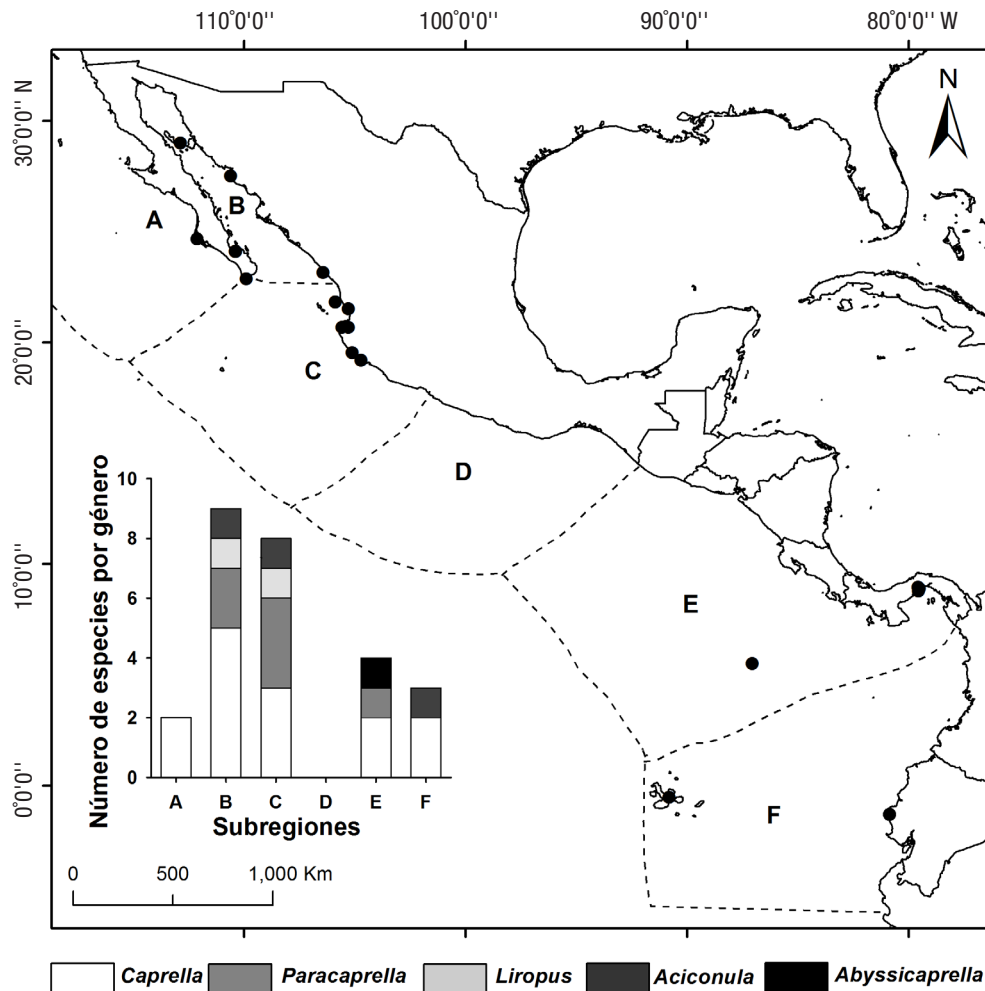 110°0'0'' 100°0'0'' 90°0'0'' 80°0'0'' W
30°0'0'' N
20°0'0''
10°0'0''
0°0'0''
N
A
B
C
D
E
F
Número de especies por género
10
8
6
4
2
0
A B C D E F
Subregiones
0 500 1,000 Km
Caprella Paracaprella Liropus Aciconula Abyssicaprella